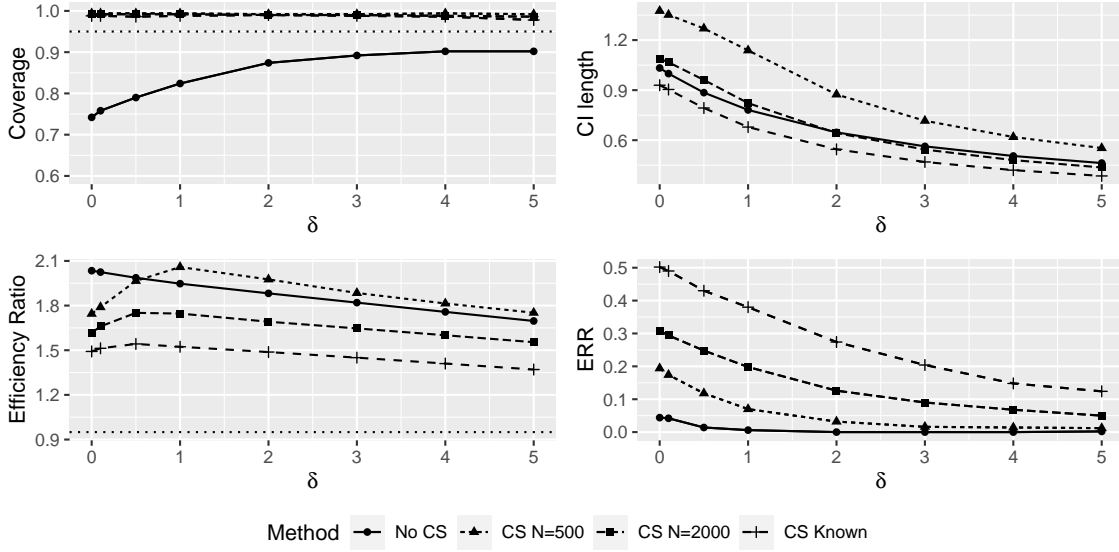 Coverage
1.0
0.9
0.8
0.7
0.6
0 1 2 3 4 5
δ
CI length
1.2
0.9
0.6
0 1 2 3 4 5
δ
Efficiency Ratio
2.1
1.8
1.5
1.2
0.9
0 1 2 3 4 5
δ
ERR
0.5
0.4
0.3
0.2
0.1
0.0
0 1 2 3 4 5
δ
Method No CS CS N=500 CS N=2000 CS Known